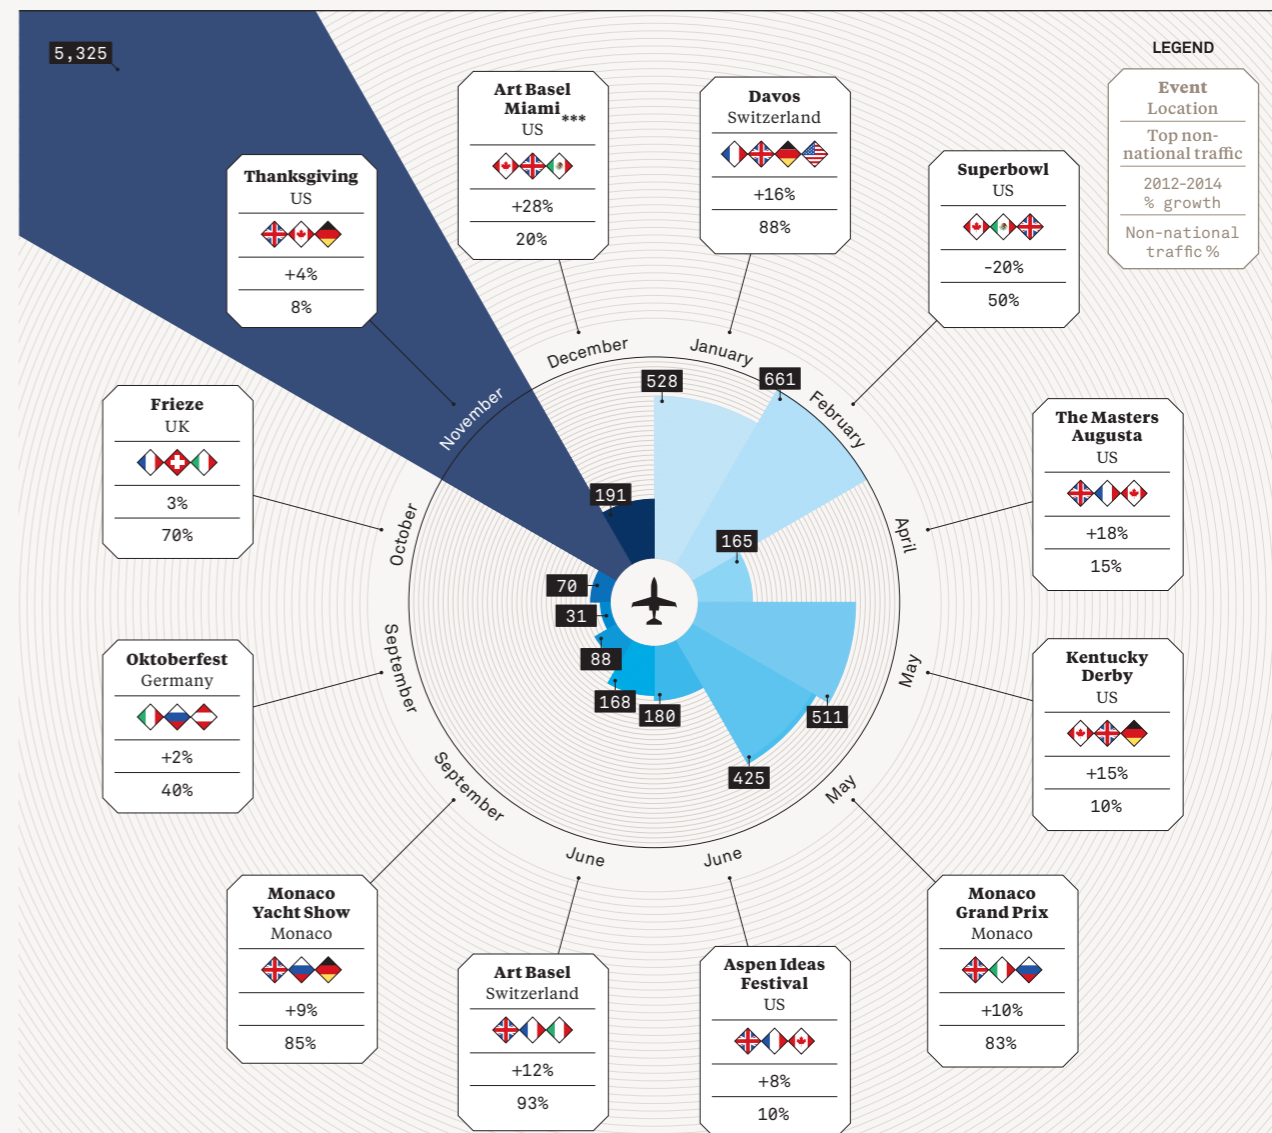 5,325
LEGEND
Event
Location
Top non-
national traffic
2012-2014
% growth
Non-national
traffic %
Art Basel
Miami***
US
+28%
20%
Davos
Switzerland
+16%
88%
Superbowl
US
-20%
50%
Thanksgiving
US
+4%
8%
Frieze
UK
3%
70%
The Masters
Augusta
US
+18%
15%
Oktoberfest
Germany
+2%
40%
Kentucky
Derby
US
+15%
10%
Monaco
Yacht Show
Monaco
+9%
85%
Art Basel
Switzerland
+12%
93%
Aspen Ideas
Festival
US
+8%
10%
Monaco
Grand Prix
Monaco
+10%
83%
December
January
February
April
May
May
June
June
September
September
October
November
528
661
165
511
425
180
168
88
31
70
191